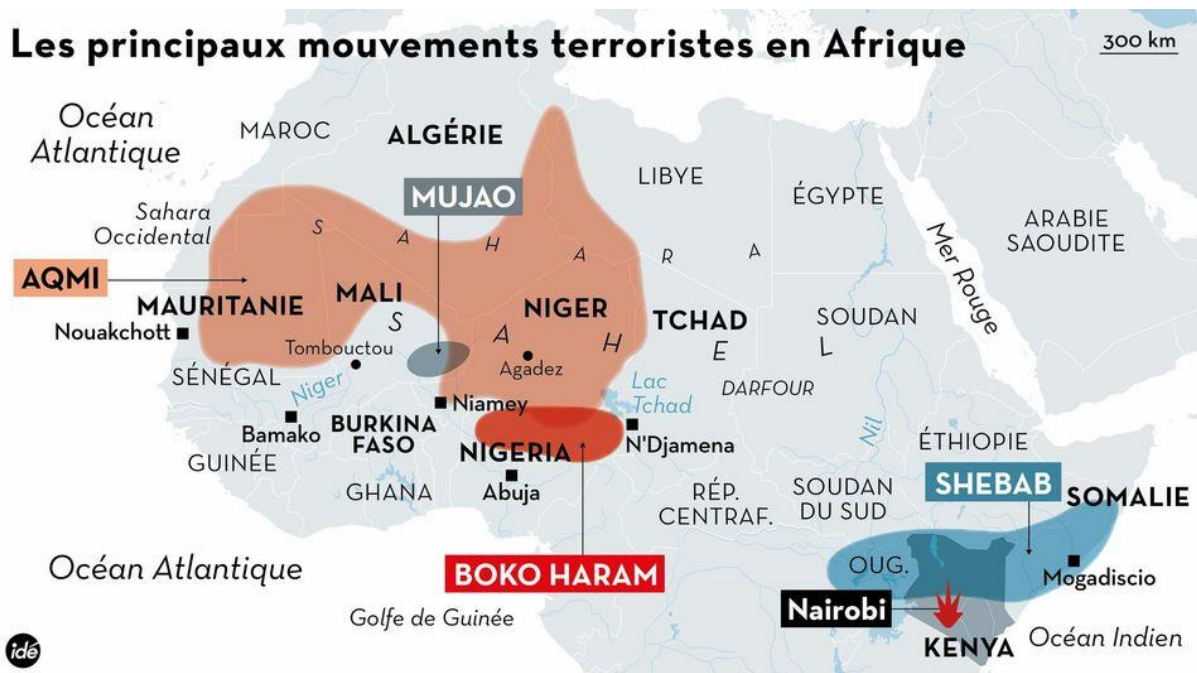 Les principaux mouvements terroristes en Afrique
300 km
Océan
Atlantique
MAROC
ALGÉRIE
LIBYE
ÉGYPTE
ARABIE
SAOUDITE
MUJAO
Sahara
Occidental
S A H A R A
Mer Rouge
AQMI
MAURITANIE
MALI
NIGER
TCHAD
SOUDAN
Nouakchott
S A H E L
Tombouctou
Agadez
SÉNÉGAL
Niger
Niamey
Lac
Tchad
DARFOUR
Nil
Bamako
BURKINA
FASO
NIGERIA
N'Djamena
GUINÉE
ÉTHIOPIE
GHANA
Abuja
RÉP.
CENTRAF.
SOUDAN
DU SUD
SHEBAB
SOMALIE
Océan Atlantique
BOKO HARAM
OUG.
Mogadiscio
Golfe de Guinée
Nairobi
KENYA
Océan Indien
idé